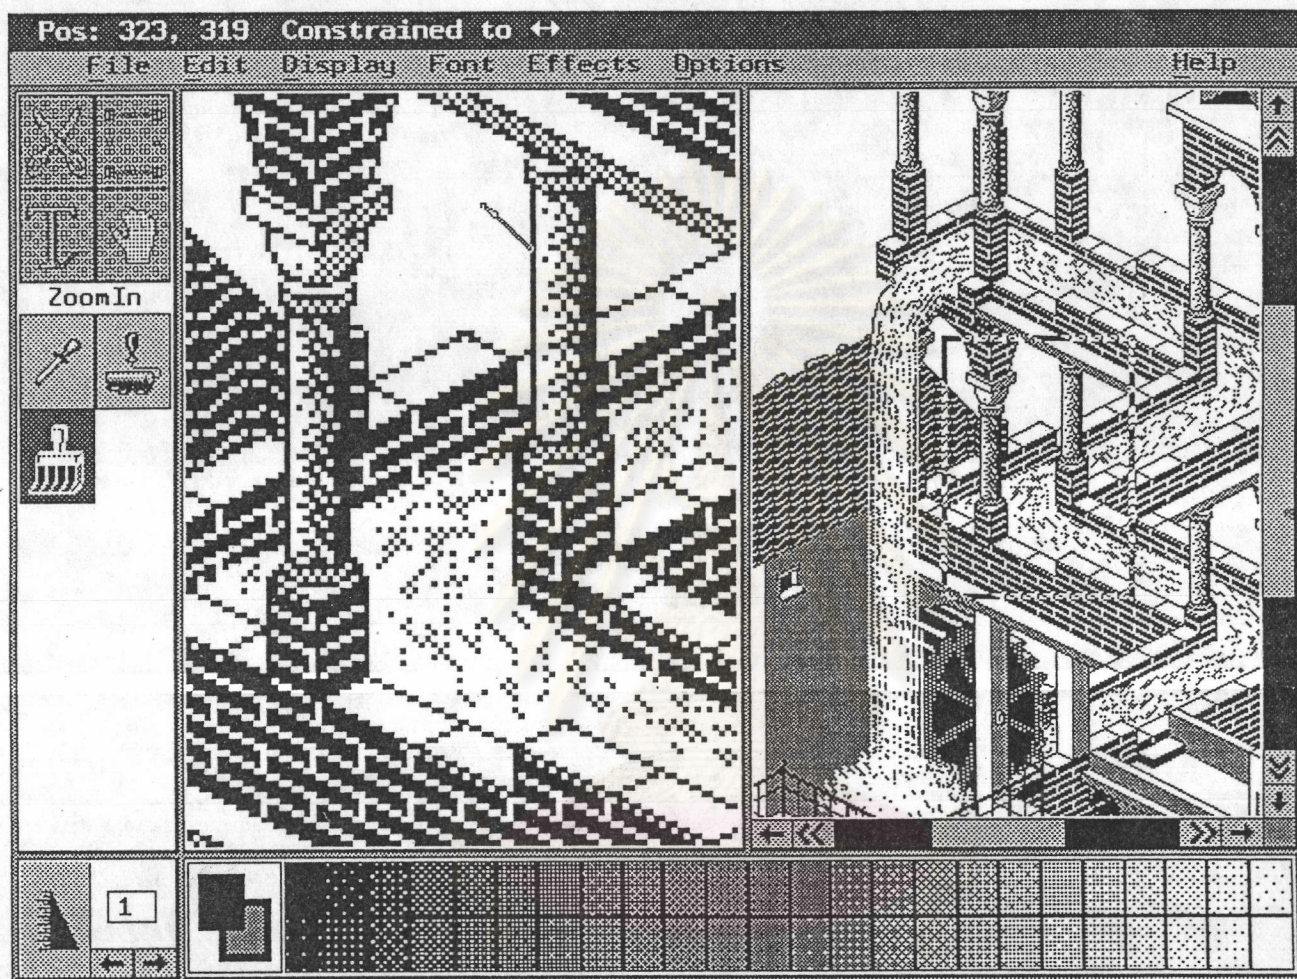 Pos: 323, 319 Constrained to ↔
File Edit Display Font Effects Options Help
T
ZoomIn
1